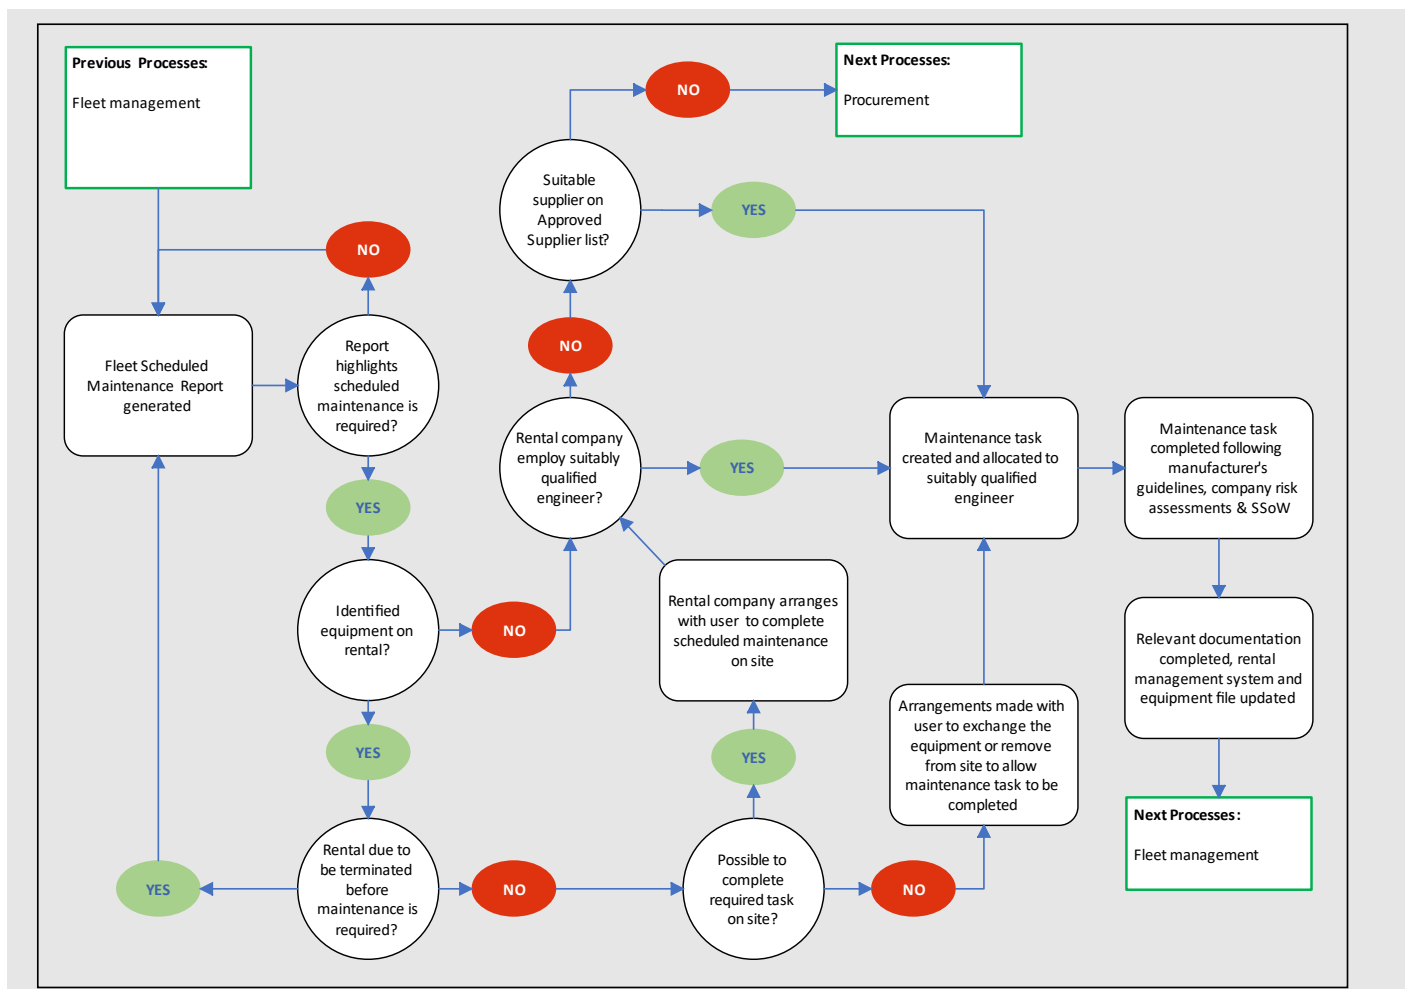 Previous Processes:
Fleet management
NO
Next Processes:
Procurement
Suitable
supplier on
Approved
Supplier list?
YES
NO
NO
Fleet Scheduled
Maintenance Report
generated
Report
highlights
scheduled
maintenance is
required?
YES
Rental company
employ suitably
qualified
engineer?
YES
Maintenance task
created and allocated to
suitably qualified
engineer
Maintenance task
completed following
manufacturer's
guidelines, company risk
assessments & SSoW
Identified
equipment on
rental?
NO
Rental company arranges
with user to complete
scheduled maintenance
on site
Relevant documentation
completed, rental
management system and
equipment file updated
YES
YES
Arrangements made with
user to exchange the
equipment or remove
from site to allow
maintenance task to be
completed
Next Processes:
Fleet management
YES
Rental due to
be terminated
before
maintenance is
required?
NO
Possible to
complete
required task
on site?
NO